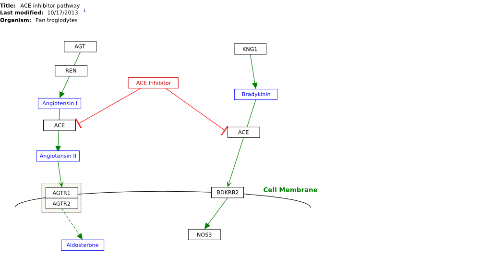 Title: ACE inhibitor pathway
Last modified: 10/17/2013
Organism: Pan troglodytes
AGT
KNG1
REN
ACE Inhibitor
Angiotensin I
Bradykinin
ACE
ACE
Angiotensin II
AGTR1
BDKRB2
Cell Membrane
AGTR2
NOS3
Aldosterone